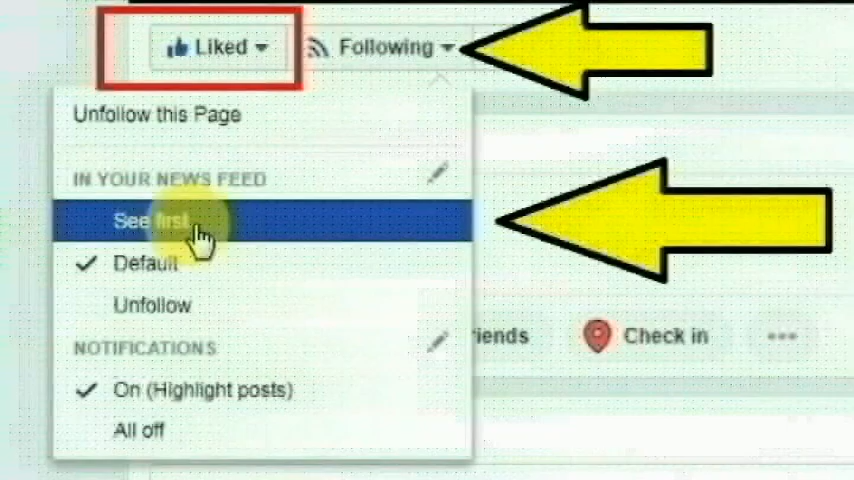 Liked Following
Unfollow this Page
IN YOUR NEWS FEED
See first
Default
Unfollow
riends Check in
NOTIFICATIONS
On (Highlight posts)
All off